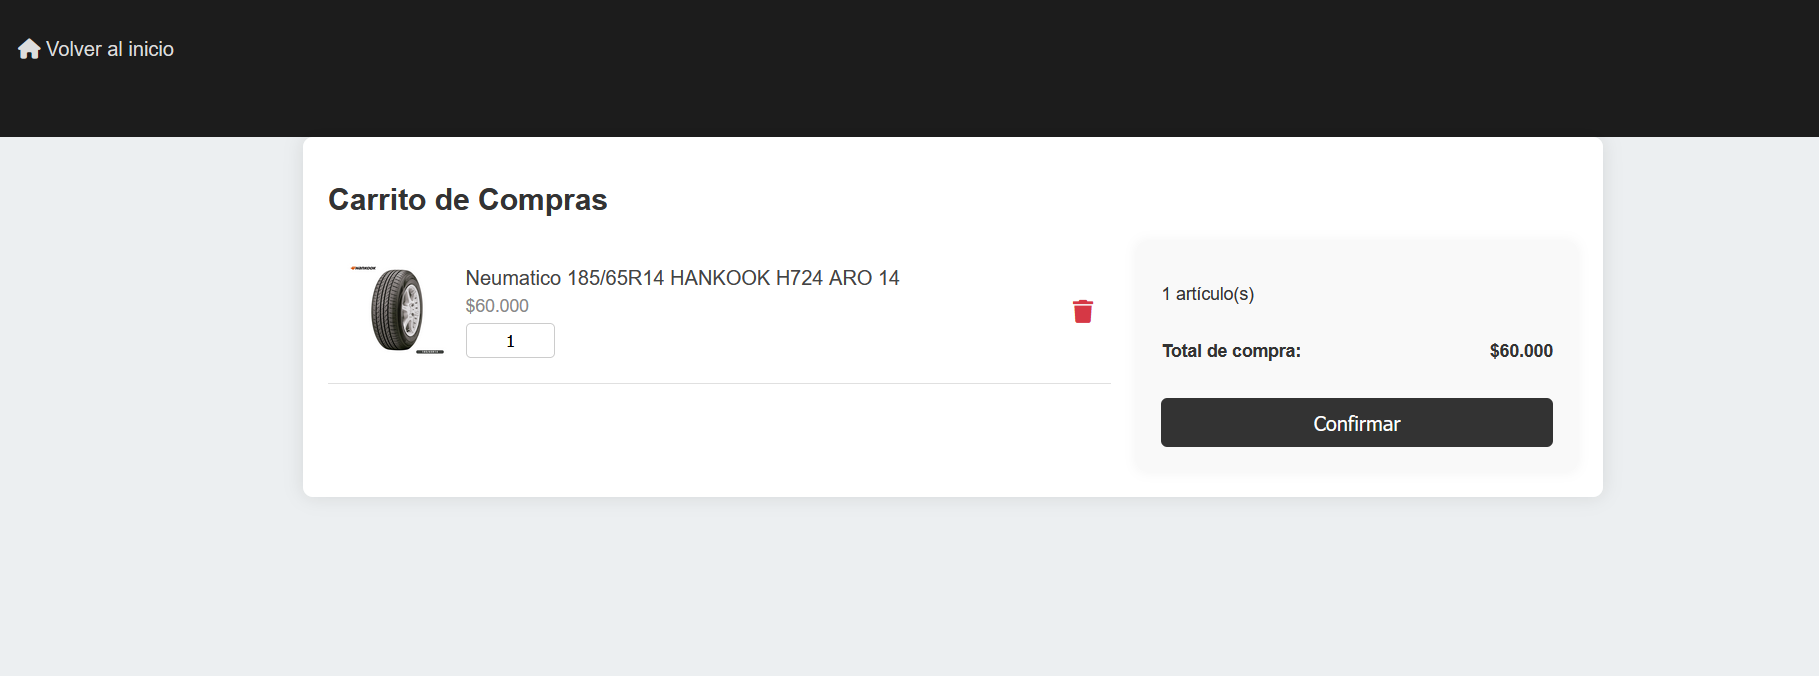 Volver al inicio
Carrito de Compras
HANKOOK
Neumatico 185/65R14 HANKOOK H724 ARO 14
$60.000
1
1 artículo(s)
Total de compra: $60.000
Confirmar